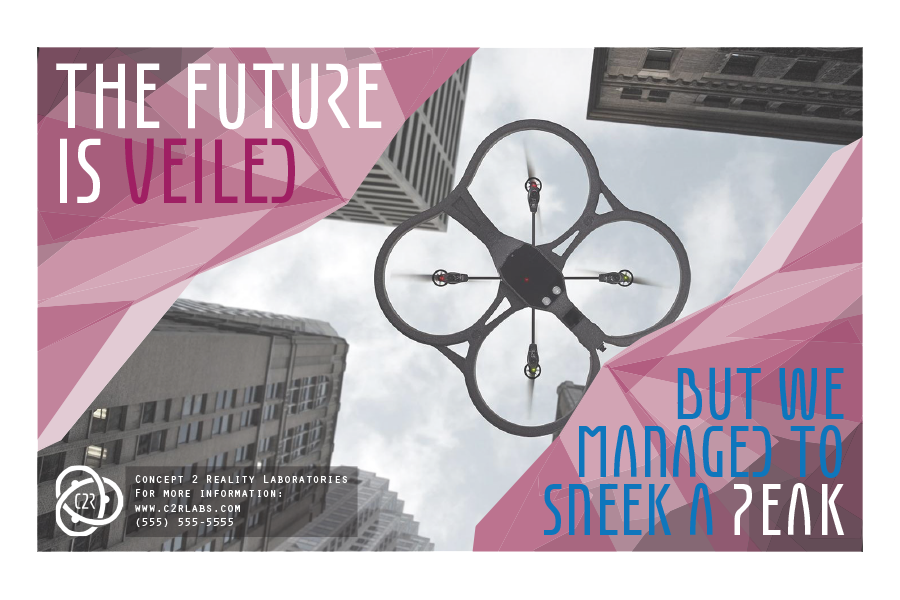 THE FUTURE
IS VEILED
BUT WE
MANAGED TO
SNEEK A PEAK
C2R
CONCEPT 2 REALITY LABORATORIES
FOR MORE INFORMATION:
WWW.C2RLABS.COM
(555) 555-5555